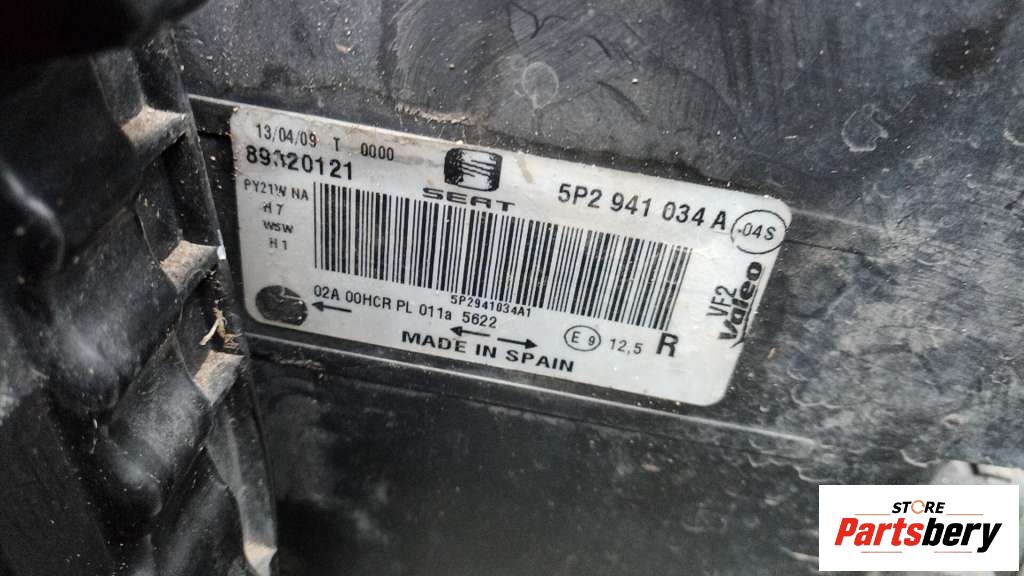 13/04/09 T 0000
89320121
SEAT
5P2 941 034 A
-04S
PY21W NA
H7
WSW
H1
5P2941034A1
02A 00HCR PL 011a 5622
E 9 12,5 R
MADE IN SPAIN
VF2
Valeo
STORE
Partsbery